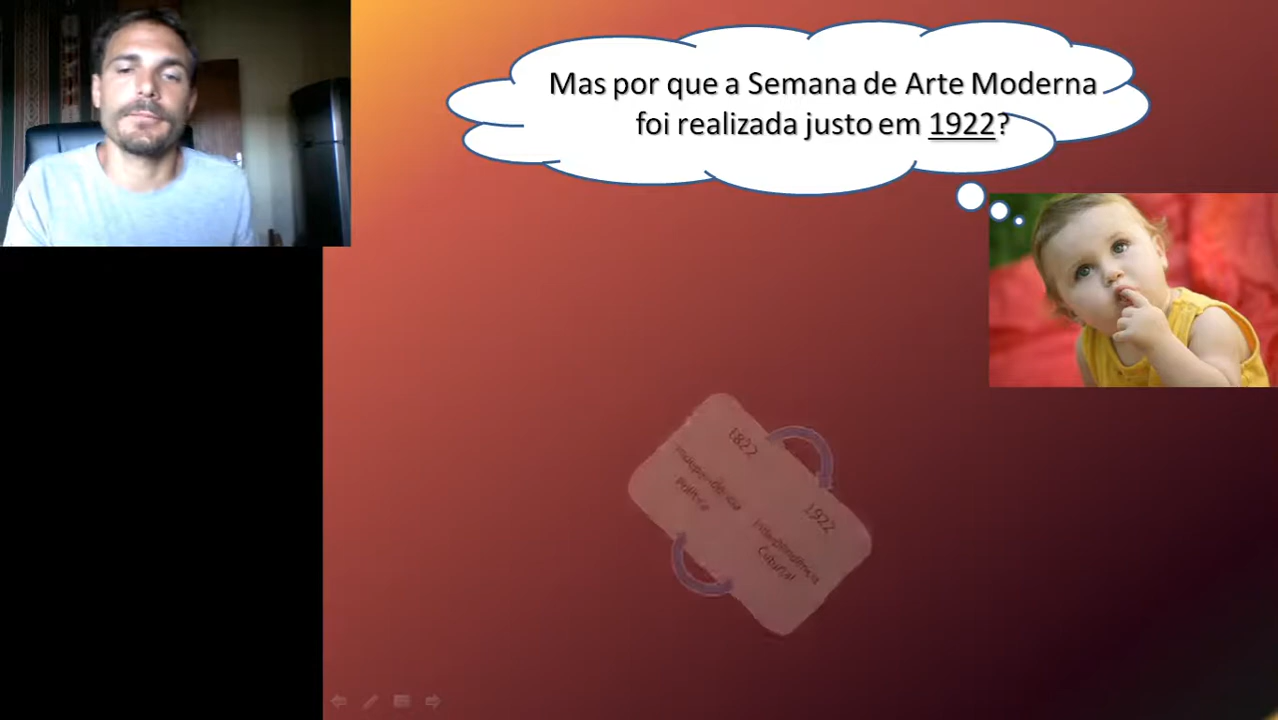 Mas por que a Semana de Arte Moderna
foi realizada justo em 1922?
1822
Independência
Política
1922
Independência
Cultural